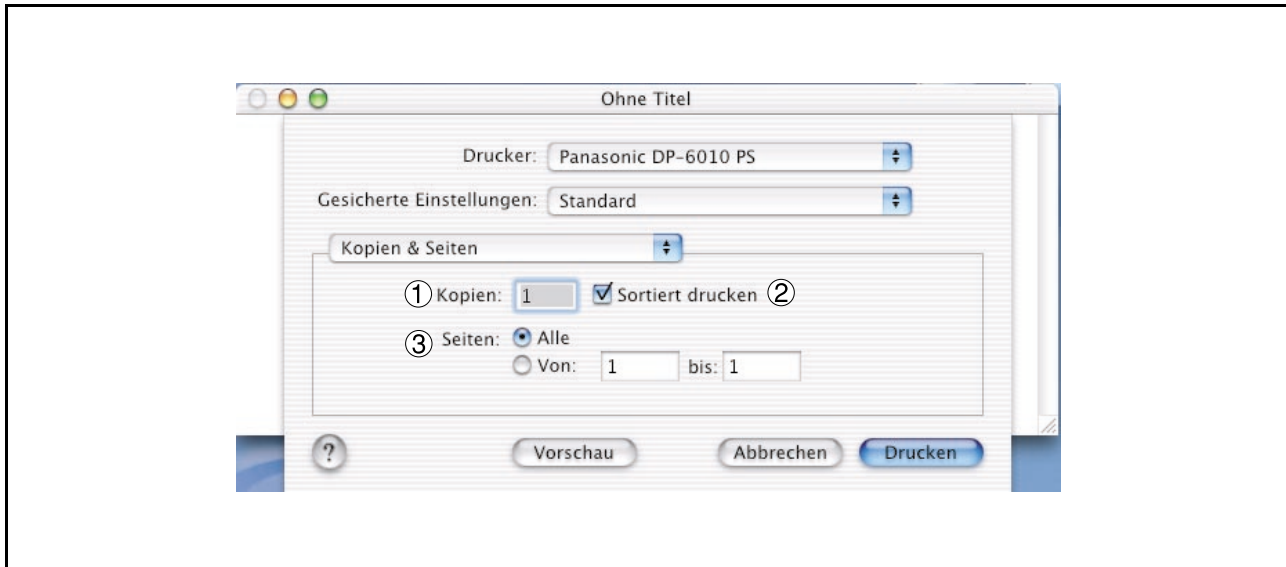 Ohne Titel
Drucker: Panasonic DP-6010 PS
Gesicherte Einstellungen: Standard
Kopien & Seiten
① Kopien: 1 Sortiert drucken ②
③ Seiten: Alle
Von: 1 bis: 1
? Vorschau Abbrechen Drucken